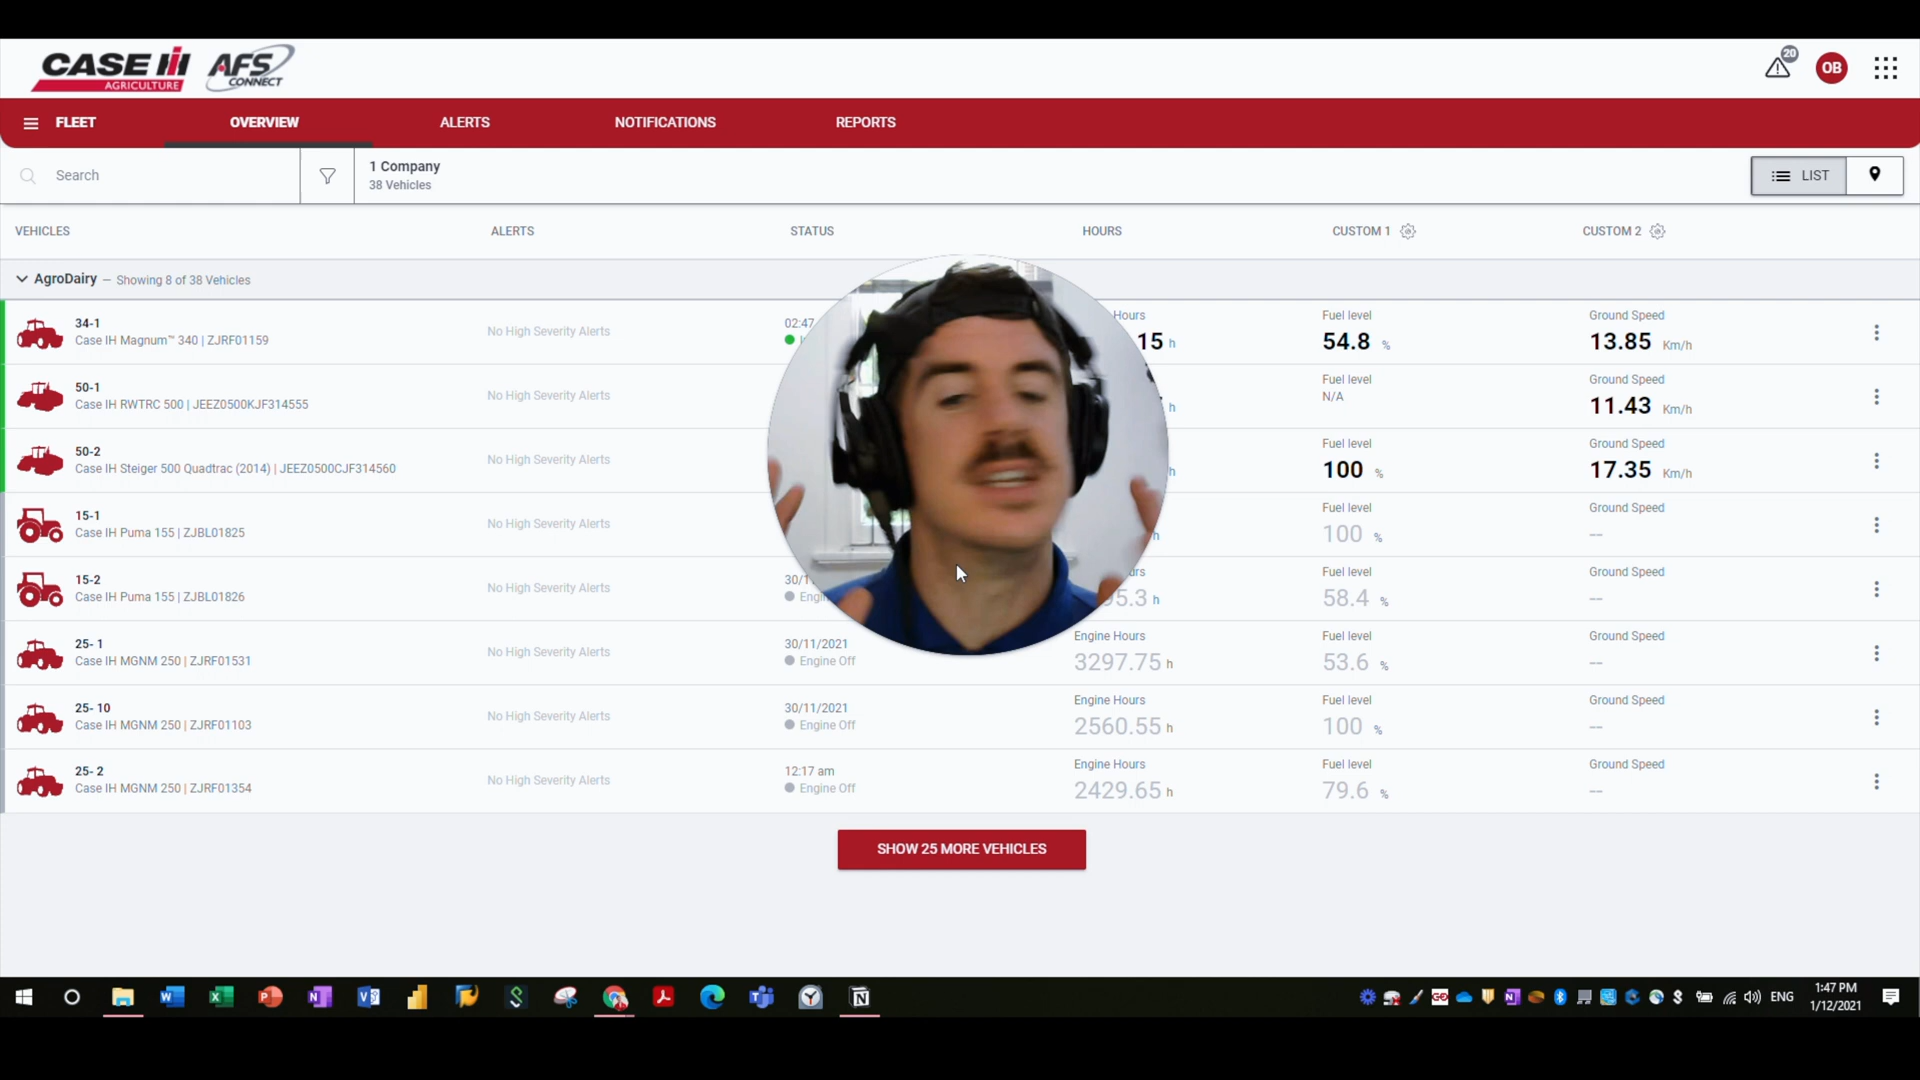 CASE IH
AGRICULTURE
AFS
CONNECT
20
OB
FLEET
OVERVIEW
ALERTS
NOTIFICATIONS
REPORTS
Search
1 Company
38 Vehicles
LIST
VEHICLES
ALERTS
STATUS
HOURS
CUSTOM 1
CUSTOM 2
AgroDairy – Showing 8 of 38 Vehicles
34-1
Case IH Magnum™ 340 | ZJRF01159
No High Severity Alerts
02:47
Hours
15 h
Fuel level
54.8 %
Ground Speed
13.85 Km/h
50-1
Case IH RWTRC 500 | JEEZ0500KJF314555
No High Severity Alerts
h
Fuel level
N/A
Ground Speed
11.43 Km/h
50-2
Case IH Steiger 500 Quadtrac (2014) | JEEZ0500CJF314560
No High Severity Alerts
h
Fuel level
100 %
Ground Speed
17.35 Km/h
15-1
Case IH Puma 155 | ZJBL01825
No High Severity Alerts
h
Fuel level
100 %
Ground Speed
--
15-2
Case IH Puma 155 | ZJBL01826
No High Severity Alerts
30/1
Engin
urs
95.3 h
Fuel level
58.4 %
Ground Speed
--
25- 1
Case IH MGNM 250 | ZJRF01531
No High Severity Alerts
30/11/2021
Engine Off
Engine Hours
3297.75 h
Fuel level
53.6 %
Ground Speed
--
25- 10
Case IH MGNM 250 | ZJRF01103
No High Severity Alerts
30/11/2021
Engine Off
Engine Hours
2560.55 h
Fuel level
100 %
Ground Speed
--
25- 2
Case IH MGNM 250 | ZJRF01354
No High Severity Alerts
12:17 am
Engine Off
Engine Hours
2429.65 h
Fuel level
79.6 %
Ground Speed
--
SHOW 25 MORE VEHICLES
ENG
1:47 PM
1/12/2021